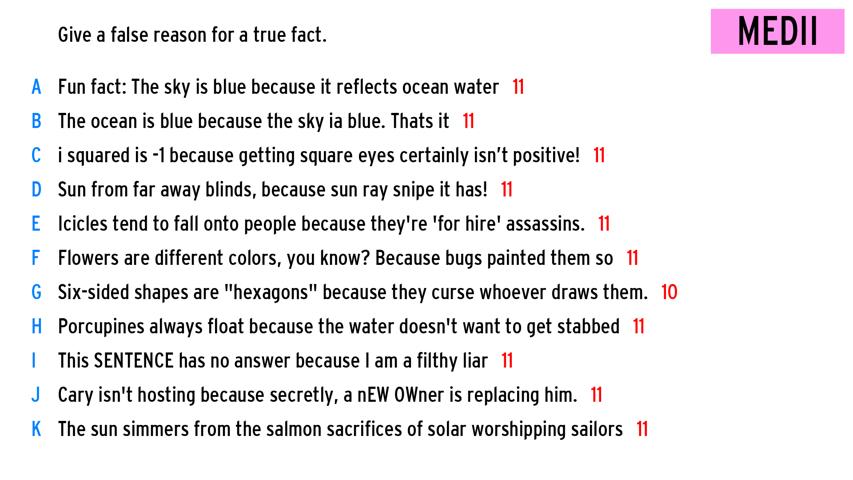 Give a false reason for a true fact.
MEDII
A Fun fact: The sky is blue because it reflects ocean water 11
B The ocean is blue because the sky ia blue. Thats it 11
C i squared is -1 because getting square eyes certainly isn’t positive! 11
D Sun from far away blinds, because sun ray snipe it has! 11
E Icicles tend to fall onto people because they're 'for hire' assassins. 11
F Flowers are different colors, you know? Because bugs painted them so 11
G Six-sided shapes are "hexagons" because they curse whoever draws them. 10
H Porcupines always float because the water doesn't want to get stabbed 11
I This SENTENCE has no answer because I am a filthy liar 11
J Cary isn't hosting because secretly, a nEW OWner is replacing him. 11
K The sun simmers from the salmon sacrifices of solar worshipping sailors 11